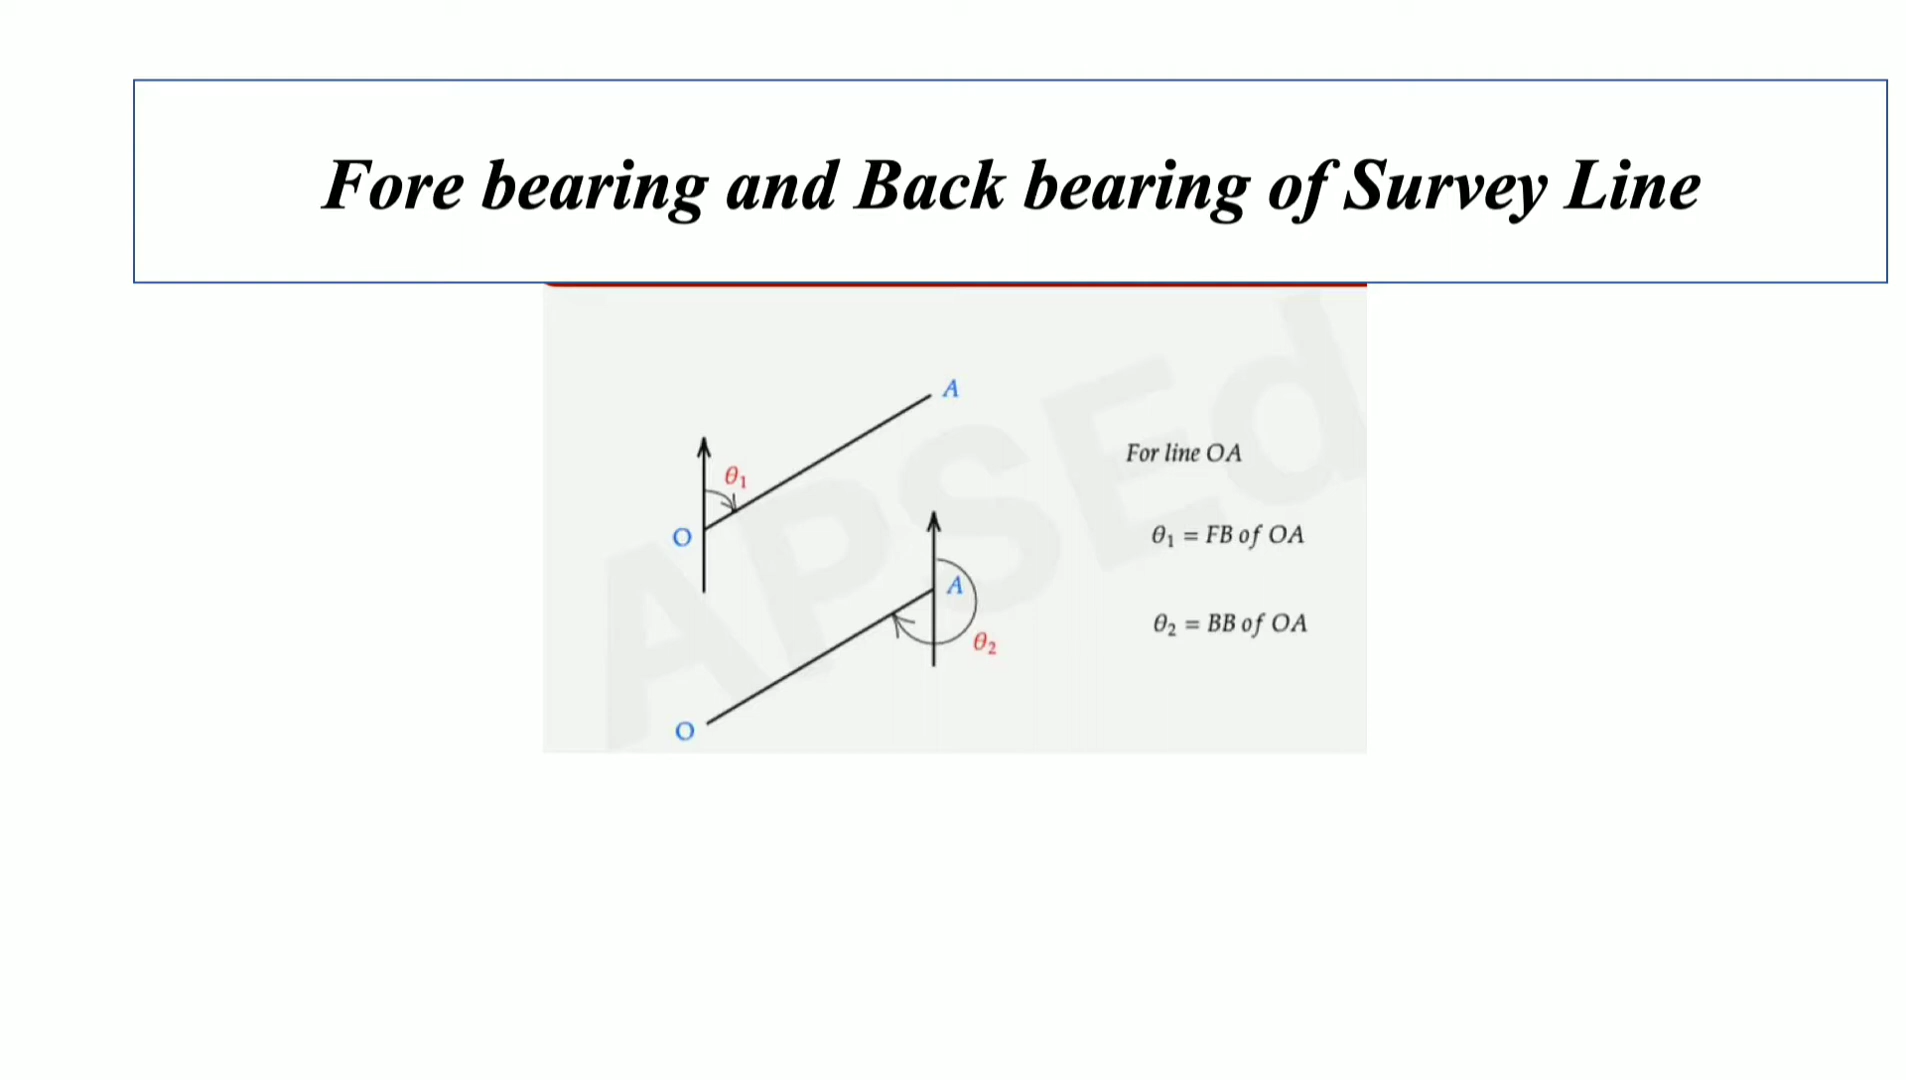 Fore bearing and Back bearing of Survey Line
A
θ₁
O
For line OA
θ₁ = FB of OA
A
θ₂ = BB of OA
θ₂
O
APSEd